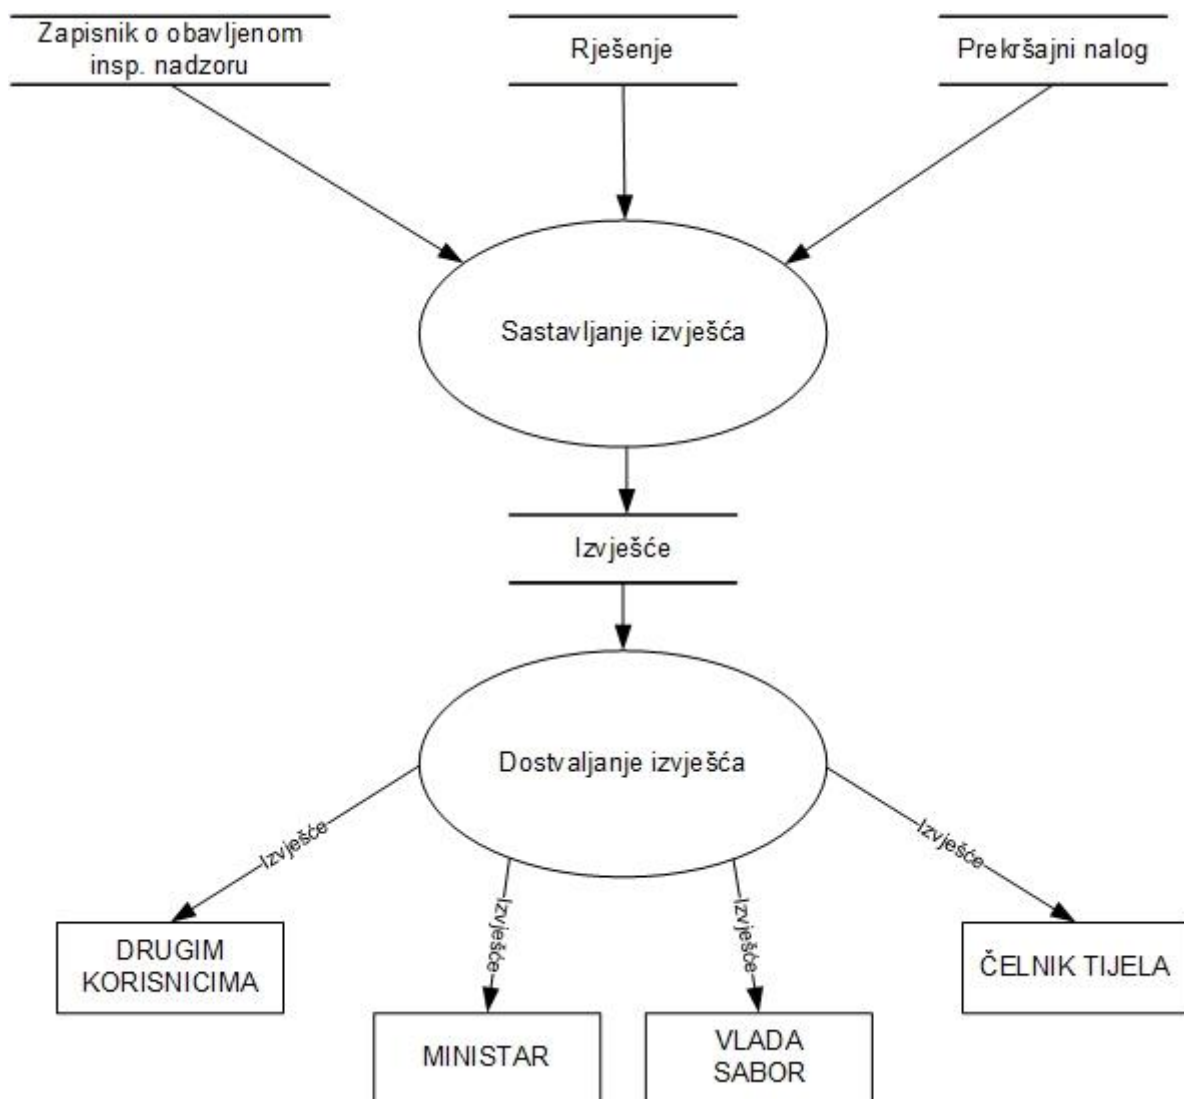 Zapisnik o obavljenom
insp. nadzoru
Rješenje
Prekršajni nalog
Sastavljanje izvješća
Izvješće
Dostvaljanje izvješća
Izvješće
Izvješće
Izvješće
Izvješće
DRUGIM
KORISNICIMA
MINISTAR
VLADA
SABOR
ČELNIK TIJELA